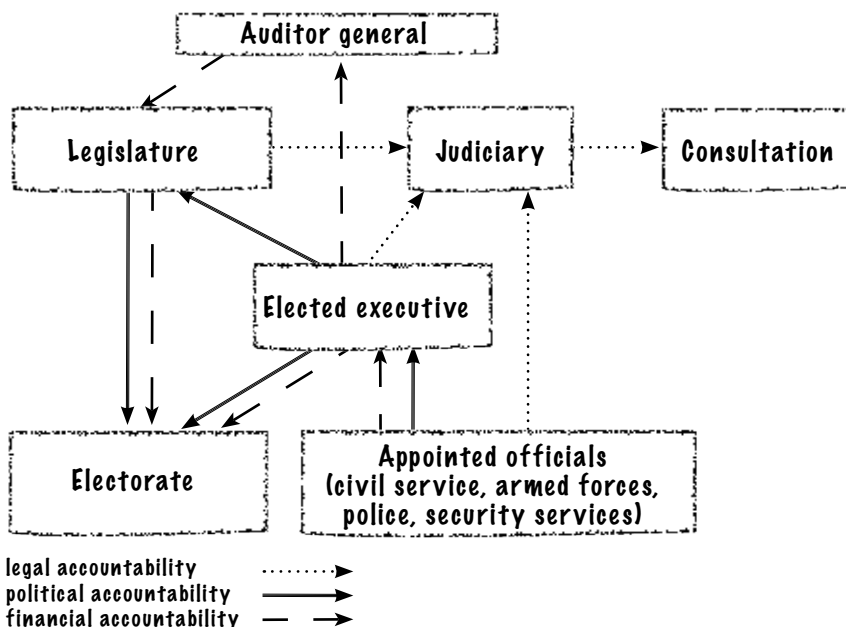 Auditor general
Legislature
Judiciary
Consultation
Elected executive
Electorate
Appointed officials
(civil service, armed forces,
police, security services)
legal accountability
political accountability
financial accountability